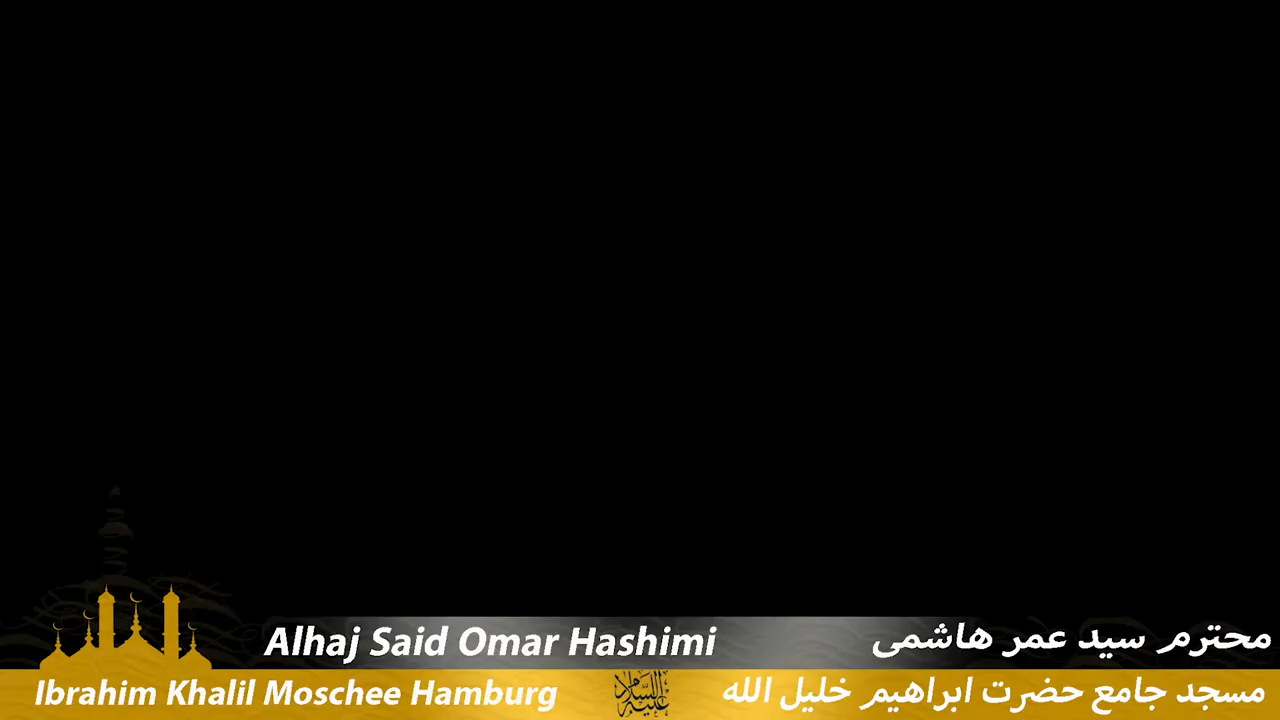 Alhaj Said Omar Hashimi
محترم سید عمر هاشمی
Ibrahim Khalil Moschee Hamburg
علیه السلام
مسجد جامع حضرت ابراهیم خلیل الله